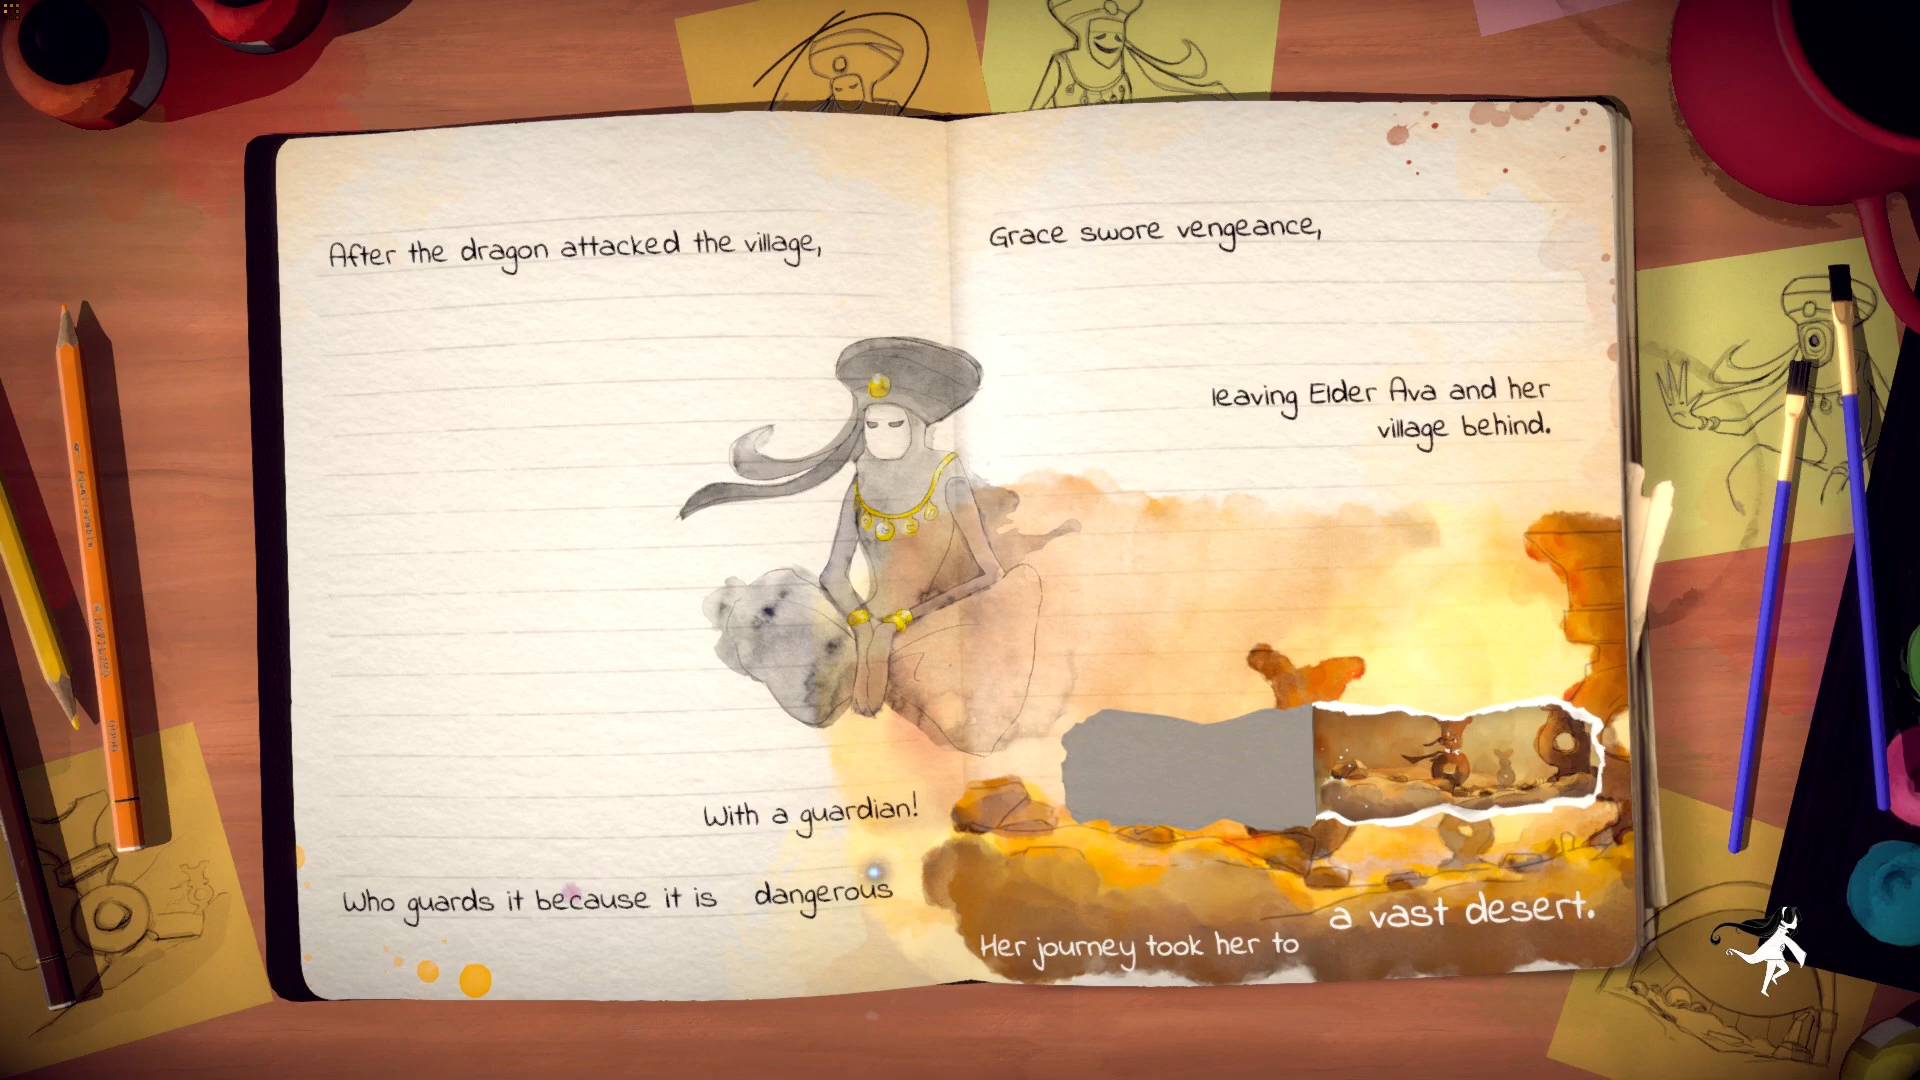 After the dragon attacked the village,
With a guardian!
Who guards it because it is dangerous
Grace swore vengeance,
leaving Elder Ava and her
village behind.
Her journey took her to
a vast desert.